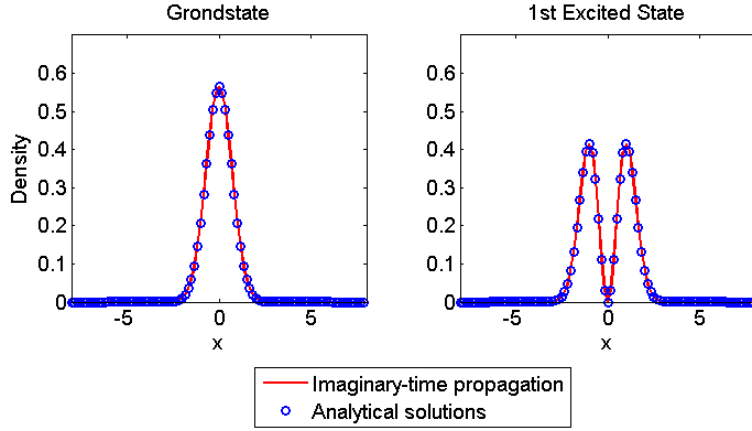 Grondstate
1st Excited State
Density
0.6
0.5
0.4
0.3
0.2
0.1
0
-5
0
5
x
0.6
0.5
0.4
0.3
0.2
0.1
0
-5
0
5
x
Imaginary-time propagation
Analytical solutions